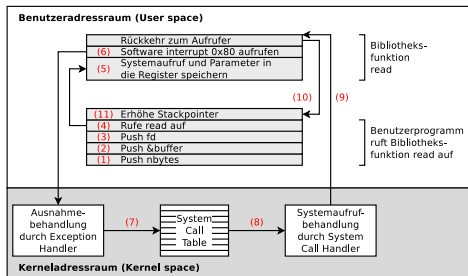 Benutzeradressraum (User space)
Rückkehr zum Aufrufer
(6) Software interrupt 0x80 aufrufen
(5) Systemaufruf und Parameter in
die Register speichern
Bibliotheks-
funktion
read
(10)
(9)
(11) Erhöhe Stackpointer
(4) Rufe read auf
(3) Push fd
(2) Push &buffer
(1) Push nbytes
Benutzerprogramm
ruft Bibliotheks-
funktion read auf
Ausnahme-
behandlung
durch Exception
Handler
(7)
System
Call
Table
(8)
Systemaufruf-
behandlung
durch System
Call Handler
Kerneladressraum (Kernel space)